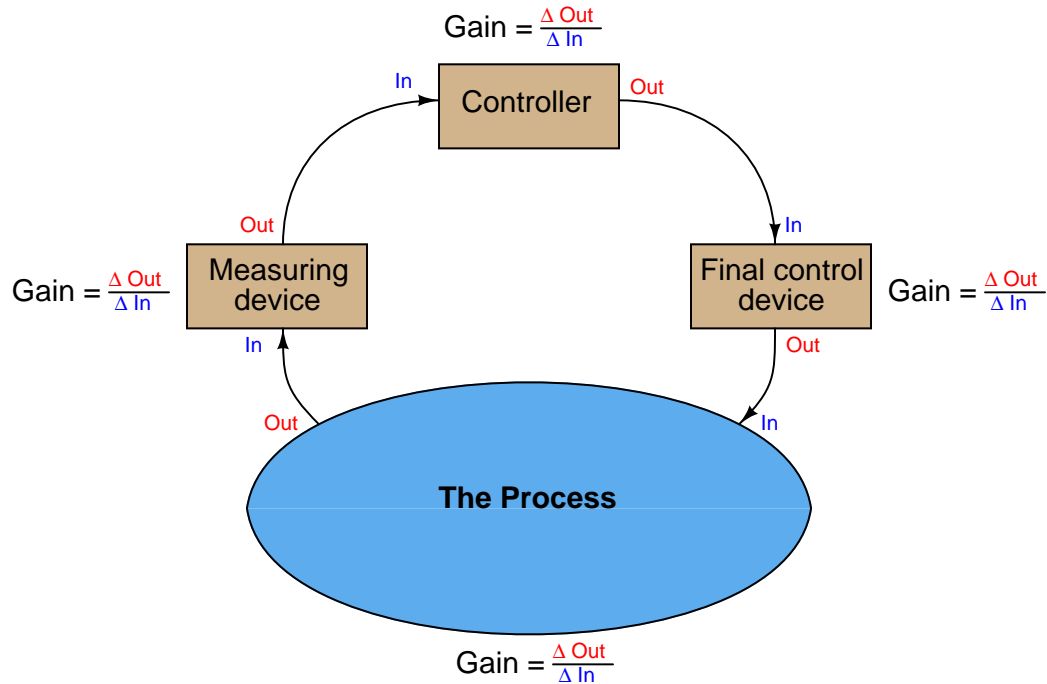 Gain = Δ Out / Δ In
In
Controller
Out
Out
In
Gain = Δ Out / Δ In
Measuring
device
Final control
device
Gain = Δ Out / Δ In
In
Out
Out
In
The Process
Gain = Δ Out / Δ In